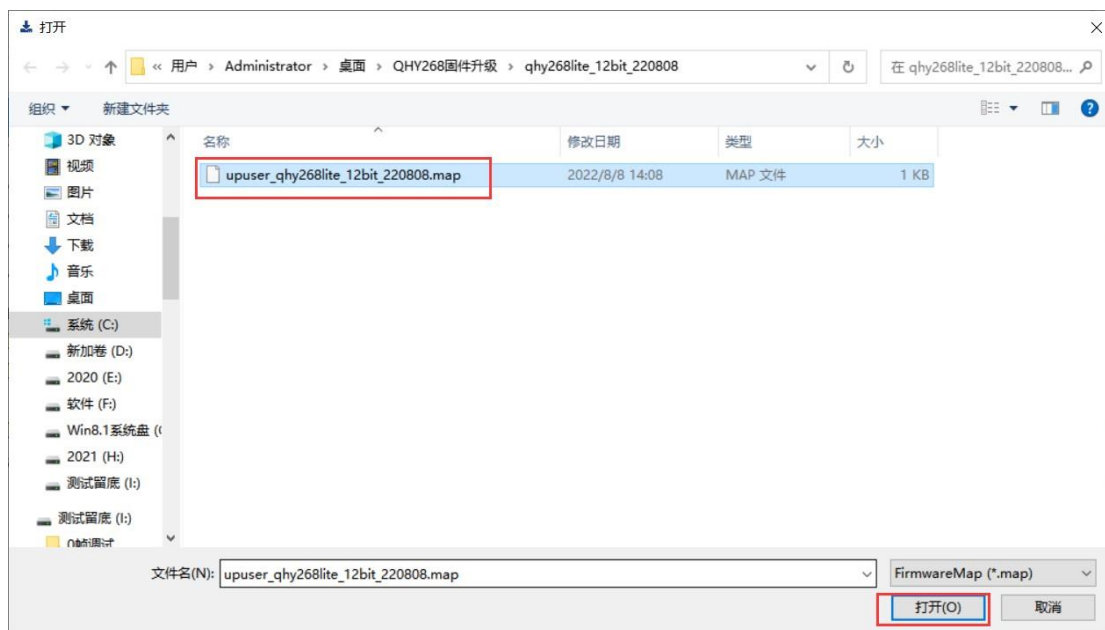 打开
« 用户 › Administrator › 桌面 › QHY268固件升级 › qhy268lite_12bit_220808
在 qhy268lite_12bit_220808...
组织 新建文件夹
名称 修改日期 类型 大小
upuser_qhy268lite_12bit_220808.map 2022/8/8 14:08 MAP 文件 1 KB
3D 对象
视频
图片
文档
下载
音乐
桌面
系统 (C:)
新加卷 (D:)
2020 (E:)
软件 (F:)
Win8.1系统盘 (
2021 (H:)
测试留底 (I:)
测试留底 (I:)
0帧调试
文件名(N): upuser_qhy268lite_12bit_220808.map FirmwareMap (*.map)
打开(O) 取消